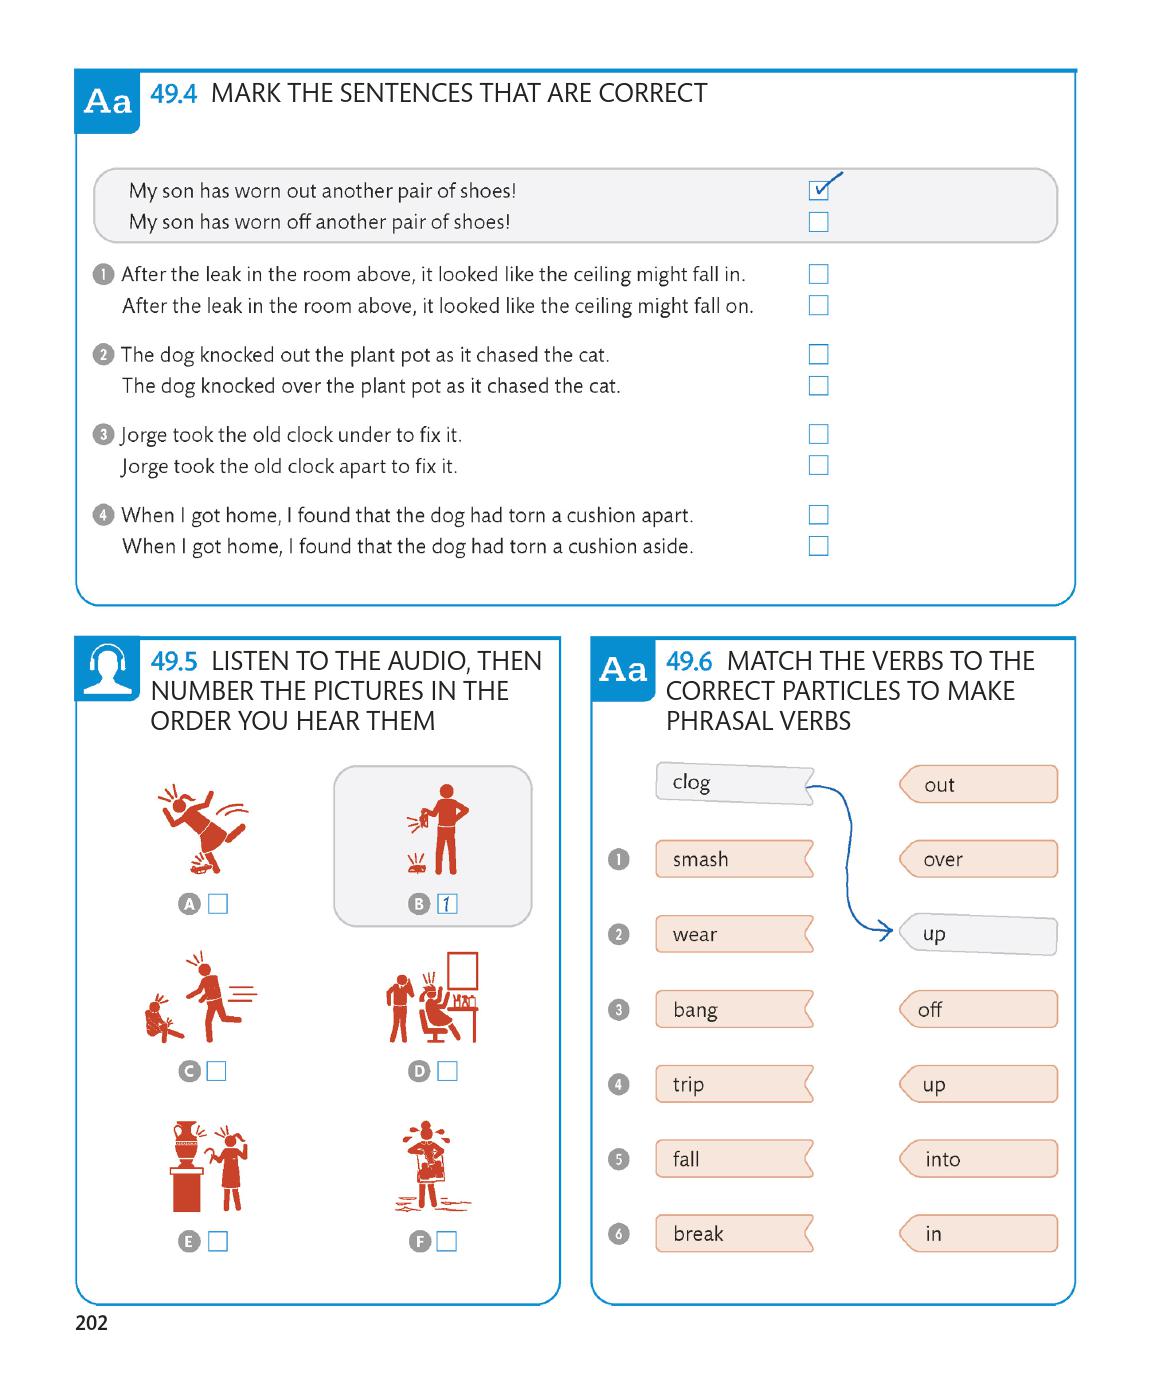 Aa
49.4 MARK THE SENTENCES THAT ARE CORRECT
My son has worn out another pair of shoes!
My son has worn off another pair of shoes!
1 After the leak in the room above, it looked like the ceiling might fall in.
After the leak in the room above, it looked like the ceiling might fall on.
2 The dog knocked out the plant pot as it chased the cat.
The dog knocked over the plant pot as it chased the cat.
3 Jorge took the old clock under to fix it.
Jorge took the old clock apart to fix it.
4 When I got home, I found that the dog had torn a cushion apart.
When I got home, I found that the dog had torn a cushion aside.
49.5 LISTEN TO THE AUDIO, THEN
NUMBER THE PICTURES IN THE
ORDER YOU HEAR THEM
A
B 1
C
D
E
F
Aa
49.6 MATCH THE VERBS TO THE
CORRECT PARTICLES TO MAKE
PHRASAL VERBS
clog out
1 smash over
2 wear up
3 bang off
4 trip up
5 fall into
6 break in
202